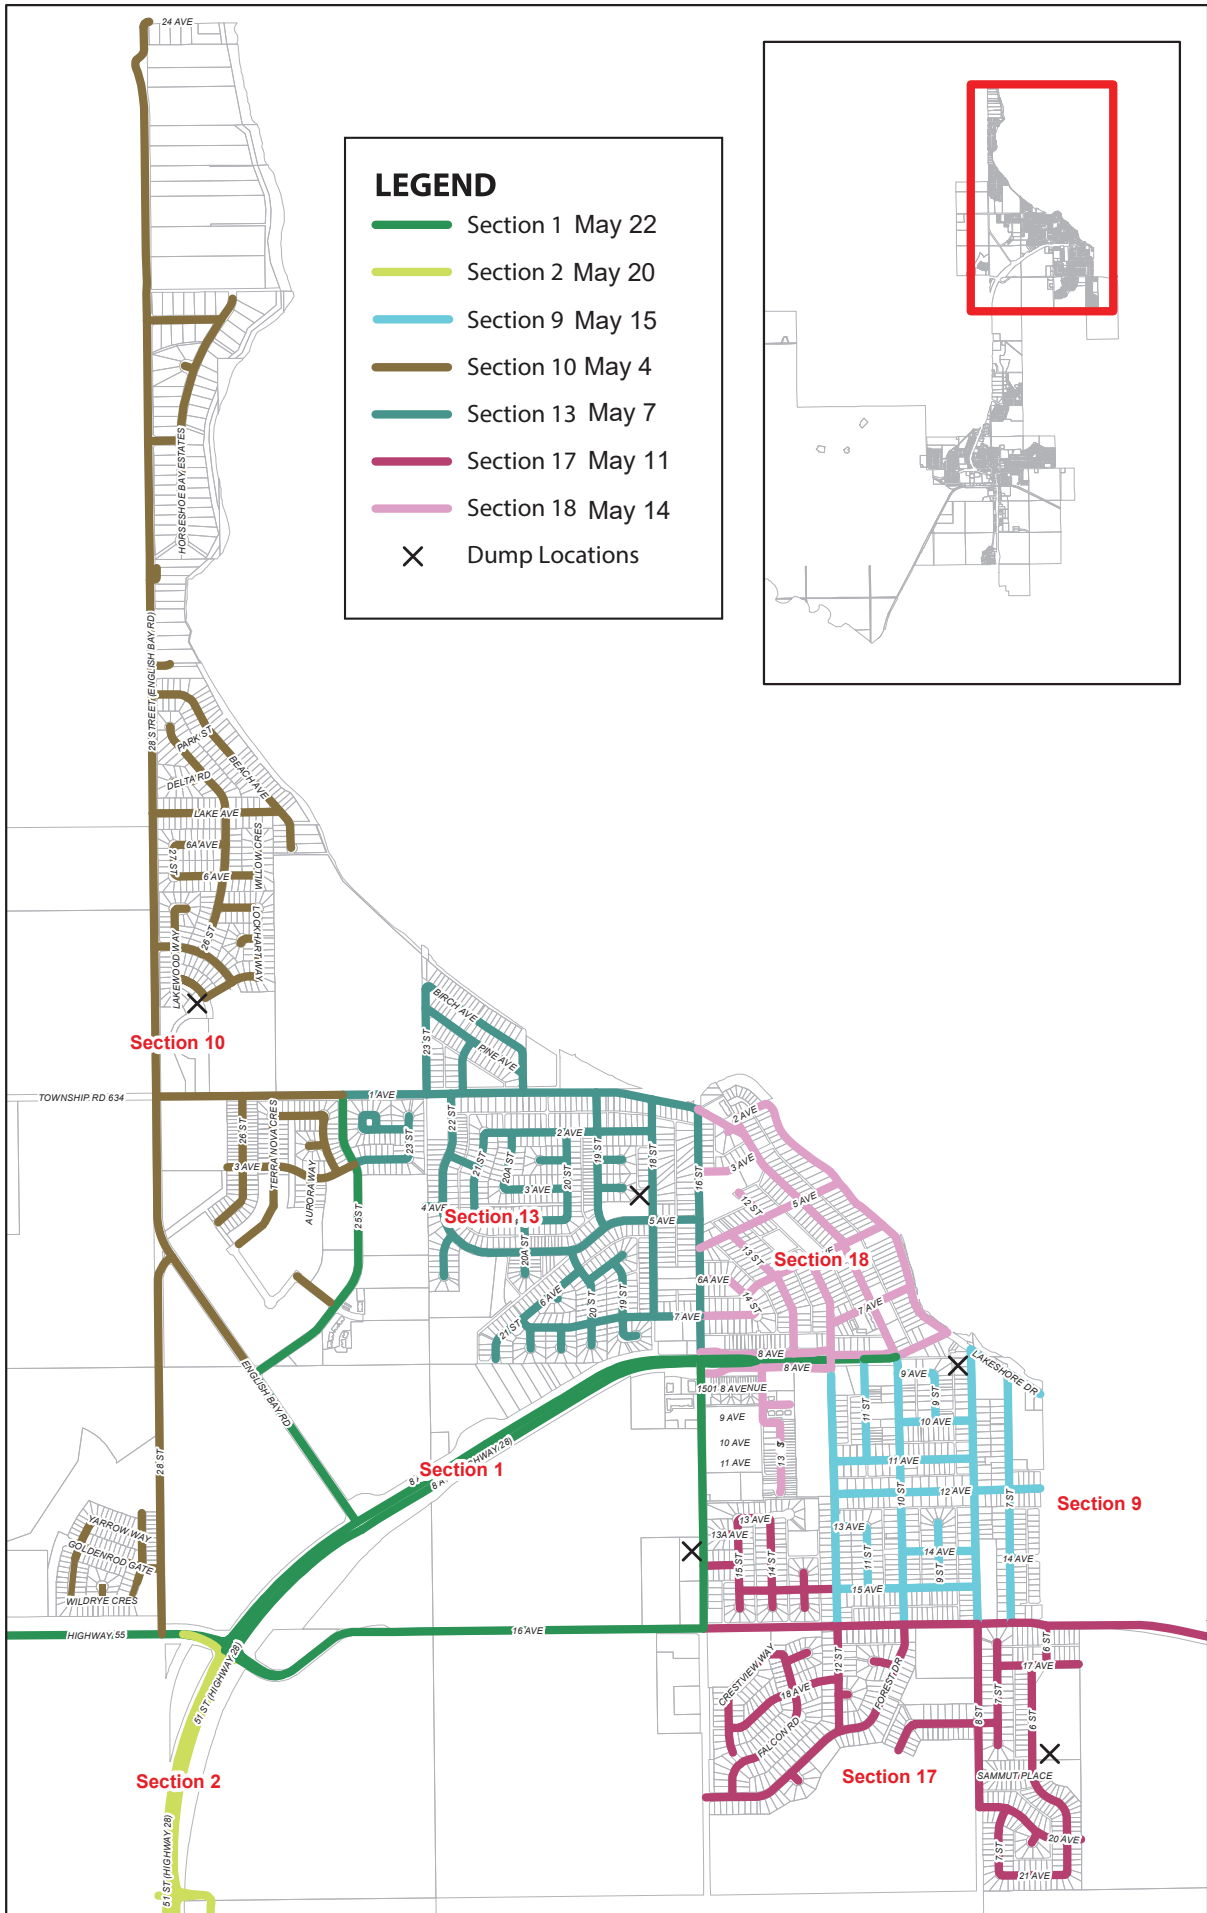 24 AVE
LEGEND
Section 1 May 22
Section 2 May 20
Section 9 May 15
Section 10 May 4
Section 13 May 7
Section 17 May 11
Section 18 May 14
Dump Locations
HORSESHOE BAY ESTATES
28 STREET (ENGLISH BAY RD)
PARK ST
BEACH AVE
DELTA RD
LAKE AVE
6A AVE
27 ST
WILLOW CRES
6 AVE
LOCKHART WAY
26 ST
LAKEWOOD WAY
Section 10
BIRCH AVE
23 ST
PINE AVE
TOWNSHIP RD 634
1 AVE
26 ST
TERRA NOVA CRES
3 AVE
AURORA WAY
25 ST
23 ST
22 ST
2 AVE
21 ST
20A ST
19 ST
18 ST
20 ST
3 AVE
16 ST
4 AVE
Section 13
5 AVE
20A ST
6 AVE
20 ST
19 ST
21 ST
7 AVE
2 AVE
3 AVE
12 ST
5 AVE
13 ST
Section 18
6A AVE
14 ST
7 AVE
8 AVE
8 AVE
1501 8 AVENUE
9 AVE
10 AVE
11 AVE
13
ENGLISH BAY RD
28 ST
Section 1
HIGHWAY 28)
LAKESHORE DR
9 AVE
9 ST
11 ST
10 AVE
11 AVE
10 ST
12 AVE
7 ST
Section 9
13 AVE
13A AVE
15 ST
14 ST
13 AVE
11 ST
14 AVE
9 ST
14 AVE
15 AVE
YARROW WAY
GOLDENROD GATE
WILDRYE CRES
HIGHWAY 55
16 AVE
51 ST (HIGHWAY 28)
Section 2
51 ST (HIGHWAY 28)
CRESTVIEW WAY
12 ST
FOREST DR
18 AVE
FALCON RD
16 ST
17 AVE
7 ST
8 ST
6 ST
Section 17
SAMMUT PLACE
7 ST
20 AVE
21 AVE